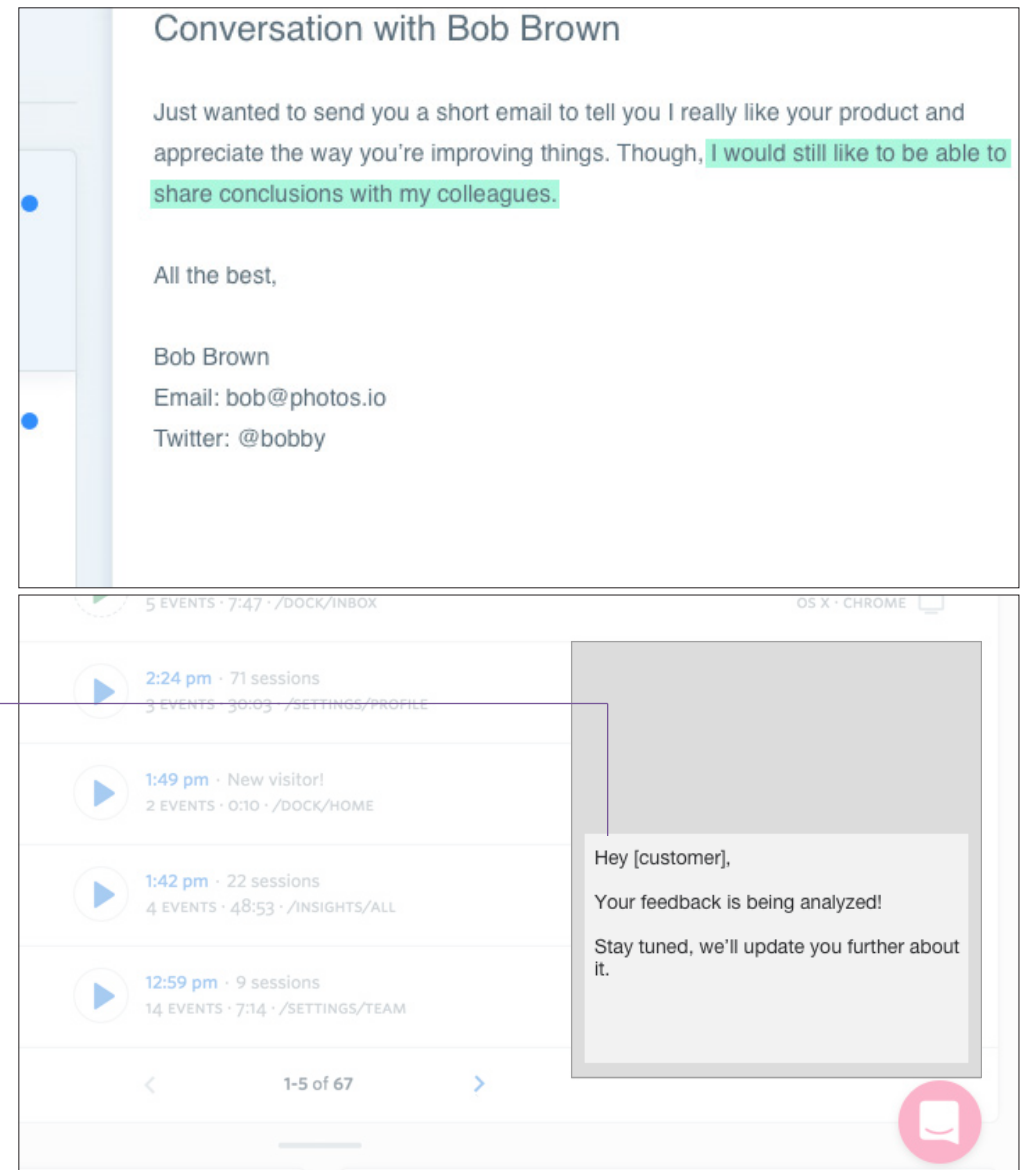 Conversation with Bob Brown
Just wanted to send you a short email to tell you I really like your product and
appreciate the way you’re improving things. Though, I would still like to be able to
share conclusions with my colleagues.
All the best,
Bob Brown
Email: bob@photos.io
Twitter: @bobby
5 EVENTS · 7:47 · /DOCK/INBOX
OS X · CHROME
2:24 pm · 71 sessions
3 EVENTS · 30:03 · /SETTINGS/PROFILE
1:49 pm · New visitor!
2 EVENTS · 0:10 · /DOCK/HOME
1:42 pm · 22 sessions
4 EVENTS · 48:53 · /INSIGHTS/ALL
12:59 pm · 9 sessions
14 EVENTS · 7:14 · /SETTINGS/TEAM
1-5 of 67
Hey [customer],
Your feedback is being analyzed!
Stay tuned, we’ll update you further about
it.